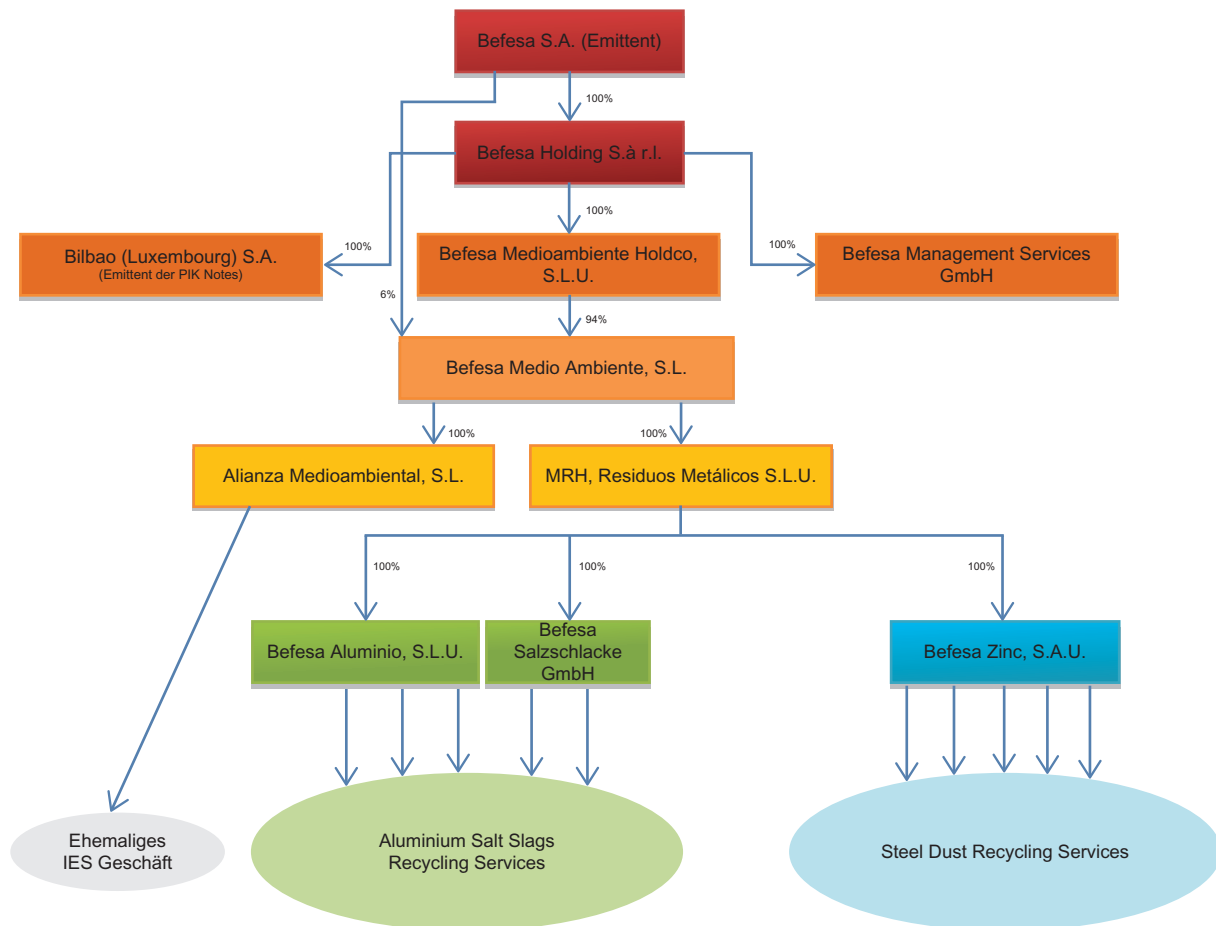 Befesa S.A. (Emittent)
100%
Befesa Holding S.à r.l.
100%
100%
100%
Bilbao (Luxembourg) S.A.
(Emittent der PIK Notes)
Befesa Medioambiente Holdco,
S.L.U.
Befesa Management Services
GmbH
6%
94%
Befesa Medio Ambiente, S.L.
100%
100%
Alianza Medioambiental, S.L.
MRH, Residuos Metálicos S.L.U.
100%
100%
100%
Befesa Aluminio, S.L.U.
Befesa
Salzschlacke
GmbH
Befesa Zinc, S.A.U.
Ehemaliges
IES Geschäft
Aluminium Salt Slags
Recycling Services
Steel Dust Recycling Services